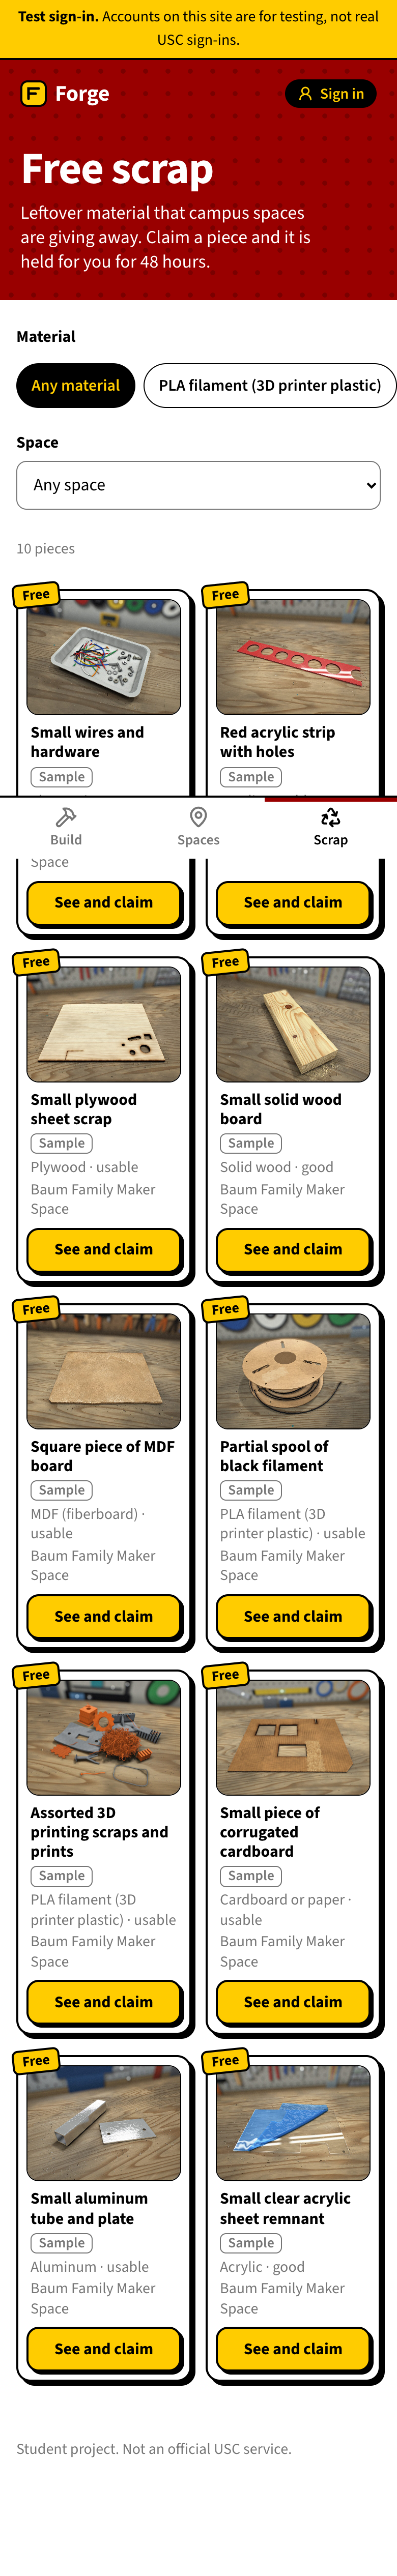 Test sign-in. Accounts on this site are for testing, not real
USC sign-ins.
F Forge
Sign in
Free scrap
Leftover material that campus spaces
are giving away. Claim a piece and it is
held for you for 48 hours.
Material
Any material
PLA filament (3D printer plastic)
Space
Any space
10 pieces
Free
Small wires and
hardware
Sample
Free
Red acrylic strip
with holes
Sample
Build
Spaces
Scrap
Space
See and claim
See and claim
Free
Small plywood
sheet scrap
Sample
Plywood · usable
Baum Family Maker
Space
See and claim
Free
Small solid wood
board
Sample
Solid wood · good
Baum Family Maker
Space
See and claim
Free
Square piece of MDF
board
Sample
MDF (fiberboard) ·
usable
Baum Family Maker
Space
See and claim
Free
Partial spool of
black filament
Sample
PLA filament (3D
printer plastic) · usable
Baum Family Maker
Space
See and claim
Free
Assorted 3D
printing scraps and
prints
Sample
PLA filament (3D
printer plastic) · usable
Baum Family Maker
Space
See and claim
Free
Small piece of
corrugated
cardboard
Sample
Cardboard or paper ·
usable
Baum Family Maker
Space
See and claim
Free
Small aluminum
tube and plate
Sample
Aluminum · usable
Baum Family Maker
Space
See and claim
Free
Small clear acrylic
sheet remnant
Sample
Acrylic · good
Baum Family Maker
Space
See and claim
Student project. Not an official USC service.